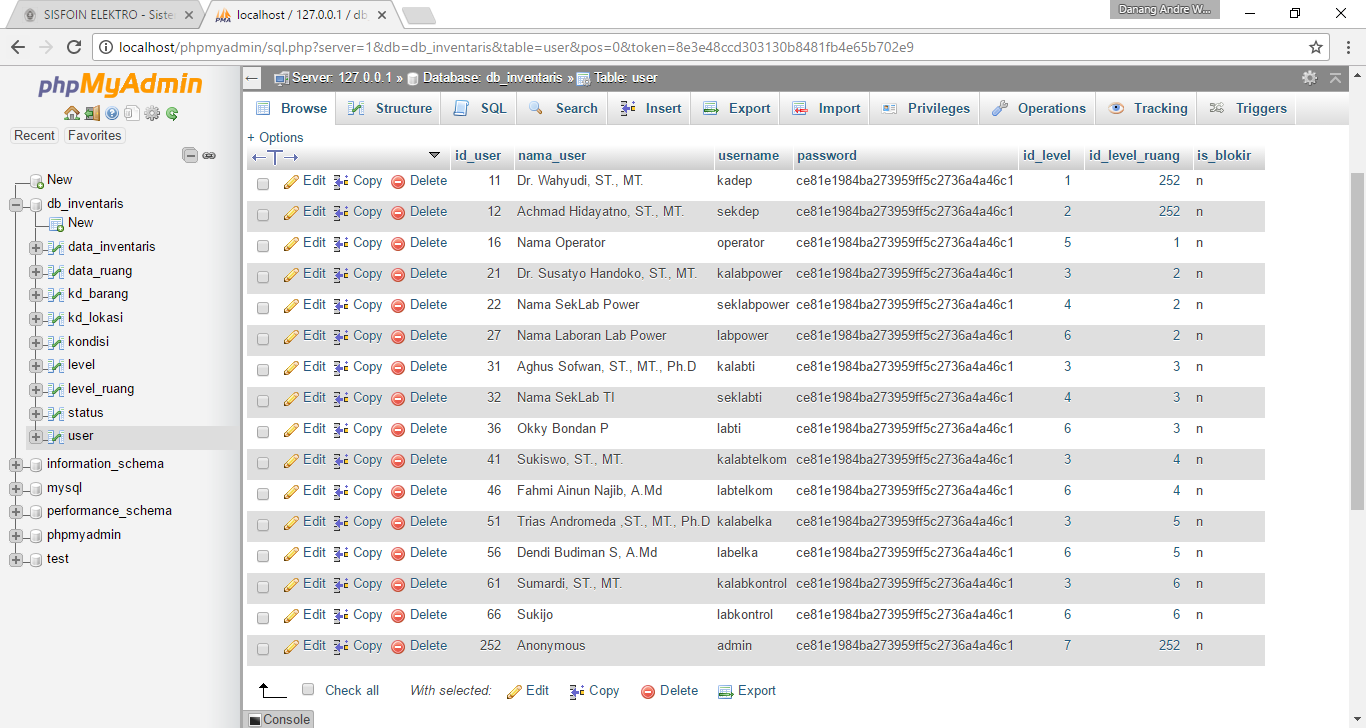 SISFOIN ELEKTRO - Siste
localhost / 127.0.0.1 / db
Danang Andre W...
localhost/phpmyadmin/sql.php?server=1&db=db_inventaris&table=user&pos=0&token=8e3e48ccd303130b8481fb4e65b702e9
phpMyAdmin
Recent Favorites
New
db_inventaris
New
data_inventaris
data_ruang
kd_barang
kd_lokasi
kondisi
level
level_ruang
status
user
information_schema
mysql
performance_schema
phpmyadmin
test
Server: 127.0.0.1 » Database: db_inventaris » Table: user
Browse Structure SQL Search Insert Export Import Privileges Operations Tracking Triggers
+ Options
←T→ id_user nama_user username password id_level id_level_ruang is_blokir
Edit Copy Delete 11 Dr. Wahyudi, ST., MT. kadep ce81e1984ba273959ff5c2736a4a46c1 1 252 n
Edit Copy Delete 12 Achmad Hidayatno, ST., MT. sekdep ce81e1984ba273959ff5c2736a4a46c1 2 252 n
Edit Copy Delete 16 Nama Operator operator ce81e1984ba273959ff5c2736a4a46c1 5 1 n
Edit Copy Delete 21 Dr. Susatyo Handoko, ST., MT. kalabpower ce81e1984ba273959ff5c2736a4a46c1 3 2 n
Edit Copy Delete 22 Nama SekLab Power seklabpower ce81e1984ba273959ff5c2736a4a46c1 4 2 n
Edit Copy Delete 27 Nama Laboran Lab Power labpower ce81e1984ba273959ff5c2736a4a46c1 6 2 n
Edit Copy Delete 31 Aghus Sofwan, ST., MT., Ph.D kalabti ce81e1984ba273959ff5c2736a4a46c1 3 3 n
Edit Copy Delete 32 Nama SekLab TI seklabti ce81e1984ba273959ff5c2736a4a46c1 4 3 n
Edit Copy Delete 36 Okky Bondan P labti ce81e1984ba273959ff5c2736a4a46c1 6 3 n
Edit Copy Delete 41 Sukiswo, ST., MT. kalabtelkom ce81e1984ba273959ff5c2736a4a46c1 3 4 n
Edit Copy Delete 46 Fahmi Ainun Najib, A.Md labtelkom ce81e1984ba273959ff5c2736a4a46c1 6 4 n
Edit Copy Delete 51 Trias Andromeda ,ST., MT., Ph.D kalabelka ce81e1984ba273959ff5c2736a4a46c1 3 5 n
Edit Copy Delete 56 Dendi Budiman S, A.Md labelka ce81e1984ba273959ff5c2736a4a46c1 6 5 n
Edit Copy Delete 61 Sumardi, ST., MT. kalabkontrol ce81e1984ba273959ff5c2736a4a46c1 3 6 n
Edit Copy Delete 66 Sukijo labkontrol ce81e1984ba273959ff5c2736a4a46c1 6 6 n
Edit Copy Delete 252 Anonymous admin ce81e1984ba273959ff5c2736a4a46c1 7 252 n
Check all With selected: Edit Copy Delete Export
Console